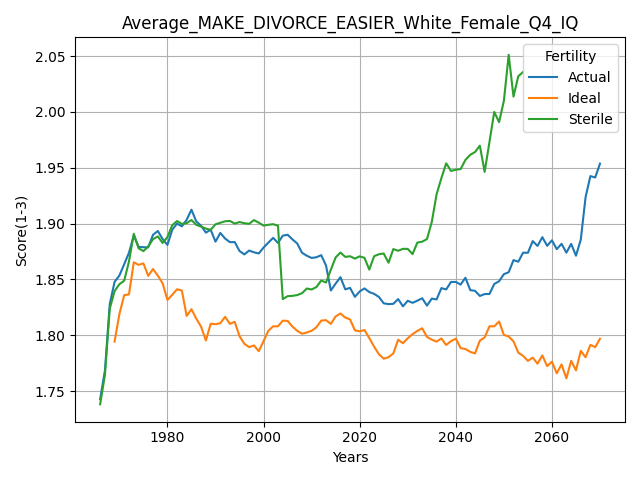 Average_MAKE_DIVORCE_EASIER_White_Female_Q4_IQ
Score(1-3)
2.05
2.00
1.95
1.90
1.85
1.80
1.75
Fertility
Actual
Ideal
Sterile
1980
2000
2020
2040
2060
Years